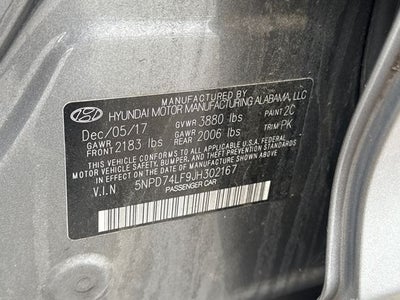 MANUFACTURED BY
HYUNDAI MOTOR MANUFACTURING ALABAMA, LLC
Dec/05/17 GVWR 3880 lbs PAINT 2C
GAWR FRONT 2183 lbs GAWR REAR 2006 lbs TRIM PK
THIS VEHICLE CONFORMS TO ALL APPLICABLE U.S.A. FEDERAL
MOTOR VEHICLE SAFETY, BUMPER, AND THEFT PREVENTION STANDARDS
IN EFFECT ON THE DATE OF MANUFACTURE SHOWN ABOVE.
V.I.N 5NPD74LF9JH302167
PASSENGER CAR